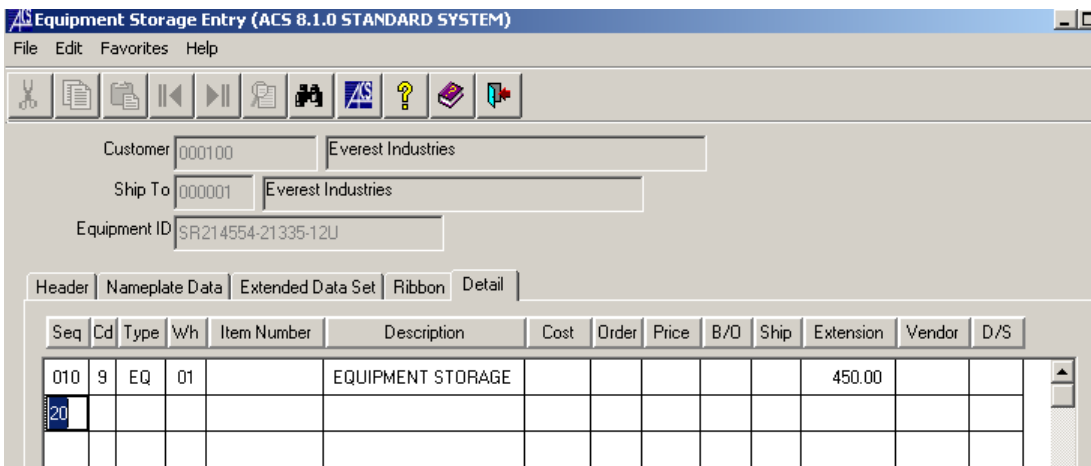 Equipment Storage Entry (ACS 8.1.0 STANDARD SYSTEM)
File Edit Favorites Help
Customer 000100 Everest Industries
Ship To 000001 Everest Industries
Equipment ID SR214554-21335-12U
Header Nameplate Data Extended Data Set Ribbon Detail
Seq Cd Type Wh Item Number Description Cost Order Price B/O Ship Extension Vendor D/S
010 9 EQ 01 EQUIPMENT STORAGE 450.00
20